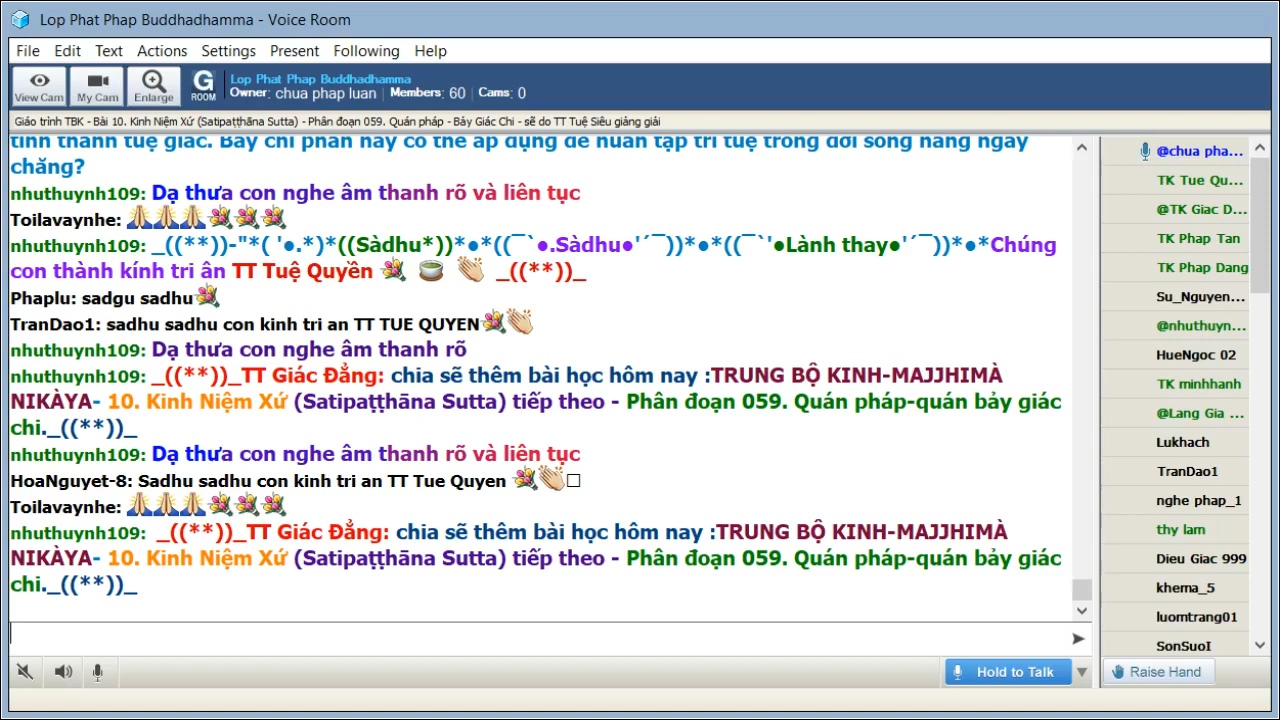 Lop Phat Phap Buddhadhamma - Voice Room
File Edit Text Actions Settings Present Following Help
View Cam My Cam Enlarge G ROOM
Lop Phat Phap Buddhadhamma
Owner: chua phap luan Members: 60 Cams: 0
Giáo trình TBK - Bài 10. Kinh Niệm Xứ (Satipaṭṭhāna Sutta) - Phân đoạn 059. Quán pháp - Bảy Giác Chi - sẽ do TT Tuệ Siêu giảng giải
tinh thành tuệ giác. Bảy chi phần này có thể áp dụng để huân tập trí tuệ trong đời sống hằng ngày
chăng?
nhuthuynh109: Dạ thưa con nghe âm thanh rõ và liên tục
Toilavaynhe:
nhuthuynh109: _((**))-"*( '●.*)*((Sàdhu*))*●*((¯`●.Sàdhu●'´¯))*●*((¯`'●Lành thay●'´¯))*●*Chúng
con thành kính tri ân TT Tuệ Quyền _((**))_
Phaplu: sadgu sadhu
TranDao1: sadhu sadhu con kinh tri an TT TUE QUYEN
nhuthuynh109: Dạ thưa con nghe âm thanh rõ
nhuthuynh109: _((**))_TT Giác Đẳng: chia sẽ thêm bài học hôm nay :TRUNG BỘ KINH-MAJJHIMÀ
NIKÀYA- 10. Kinh Niệm Xứ (Satipaṭṭhāna Sutta) tiếp theo - Phân đoạn 059. Quán pháp-quán bảy giác
chi._((**))_
nhuthuynh109: Dạ thưa con nghe âm thanh rõ và liên tục
HoaNguyet-8: Sadhu sadhu con kinh tri an TT Tue Quyen
Toilavaynhe:
nhuthuynh109: _((**))_TT Giác Đẳng: chia sẽ thêm bài học hôm nay :TRUNG BỘ KINH-MAJJHIMÀ
NIKÀYA- 10. Kinh Niệm Xứ (Satipaṭṭhāna Sutta) tiếp theo - Phân đoạn 059. Quán pháp-quán bảy giác
chi._((**))_
@chua pha...
TK Tue Qu...
@TK Giac D...
TK Phap Tan
TK Phap Dang
Su_Nguyen...
@nhuthuyn...
HueNgoc 02
TK minhhanh
@Lang Gia ...
Lukhach
TranDao1
nghe phap_1
thy lam
Dieu Giac 999
khema_5
luomtrang01
SonSuoI
Hold to Talk
Raise Hand